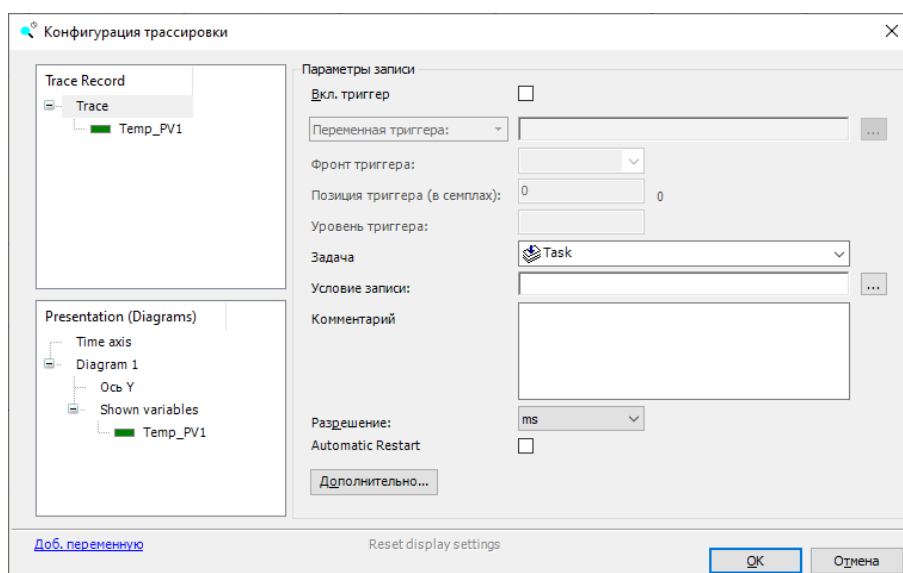 Конфигурация трассировки
Trace Record
Trace
Temp_PV1
Presentation (Diagrams)
Time axis
Diagram 1
Ось Y
Shown variables
Temp_PV1
Параметры записи
Вкл. триггер
Переменная триггера:
...
Фронт триггера:
Позиция триггера (в семплах): 0 0
Уровень триггера:
Задача Task
Условие записи: ...
Комментарий
Разрешение: ms
Automatic Restart
Дополнительно...
Доб. переменную Reset display settings
OK Отмена